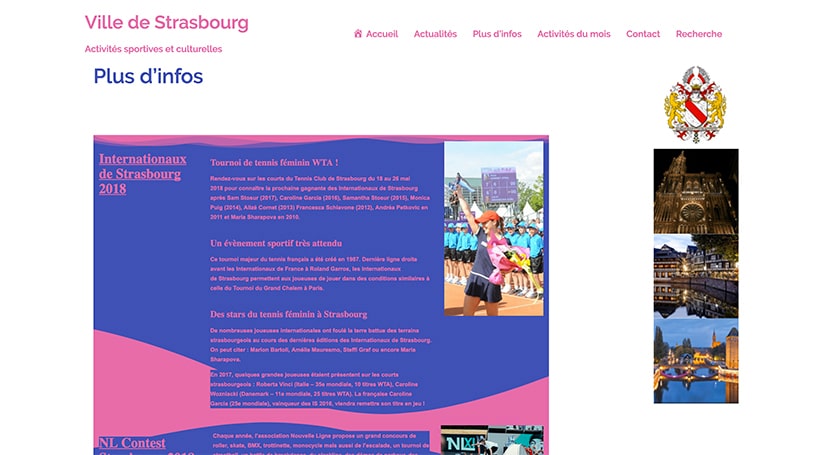 Ville de Strasbourg
Activités sportives et culturelles
Accueil
Actualités
Plus d'infos
Activités du mois
Contact
Recherche
Plus d'infos
Internationaux
de Strasbourg
2018
Tournoi de tennis féminin WTA !
Rendez-vous sur les courts du Tennis Club de Strasbourg du 18 au 26 mai
2018 pour connaître la prochaine gagnante des Internationaux de Strasbourg
après Sam Stosur (2017), Caroline Garcia (2016), Samantha Stosur (2015), Monica
Puig (2014), Alizé Cornet (2013) Francesca Schiavone (2012), Andréa Petkovic en
2011 et Maria Sharapova en 2010.
Un évènement sportif très attendu
Ce tournoi majeur du tennis français a été créé en 1987. Dernière ligne droite
avant les Internationaux de France à Roland Garros, les Internationaux
de Strasbourg permettent aux joueuses de jouer dans des conditions similaires à
celle du Tournoi du Grand Chelem à Paris.
Des stars du tennis féminin à Strasbourg
De nombreuses joueuses internationales ont foulé la terre battue des terrains
strasbourgeois au cours des dernières éditions des Internationaux de Strasbourg.
On peut citer : Marion Bartoli, Amélie Mauresmo, Steffi Graf ou encore Maria
Sharapova.
En 2017, quelques grandes joueuses étaient présentent sur les courts
strasbourgeois : Roberta Vinci (Italie – 35e mondiale, 10 titres WTA), Caroline
Wozniacki (Danemark – 11e mondiale, 25 titres WTA). La française Caroline
Garcia (25e mondiale), vainqueur des IS 2016, viendra remettre son titre en jeu !
NL Contest
Chaque année, l'association Nouvelle Ligne propose un grand concours de
roller, skate, BMX, trottinette, monocycle mais aussi de l'escalade, un tournoi de